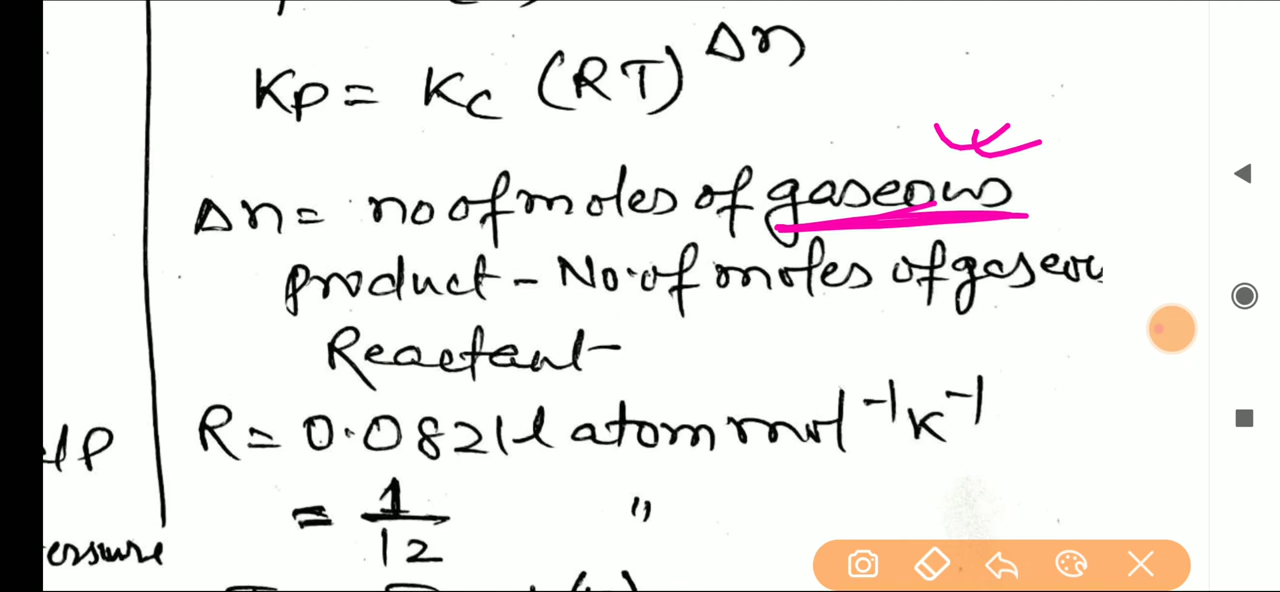 Kp = Kc (RT)^Δn
Δn = no of moles of gaseous
product - No. of moles of gaseou
Reactant -
R = 0.0821 l atom mol⁻¹ K⁻¹
= 1/12 "
ersure